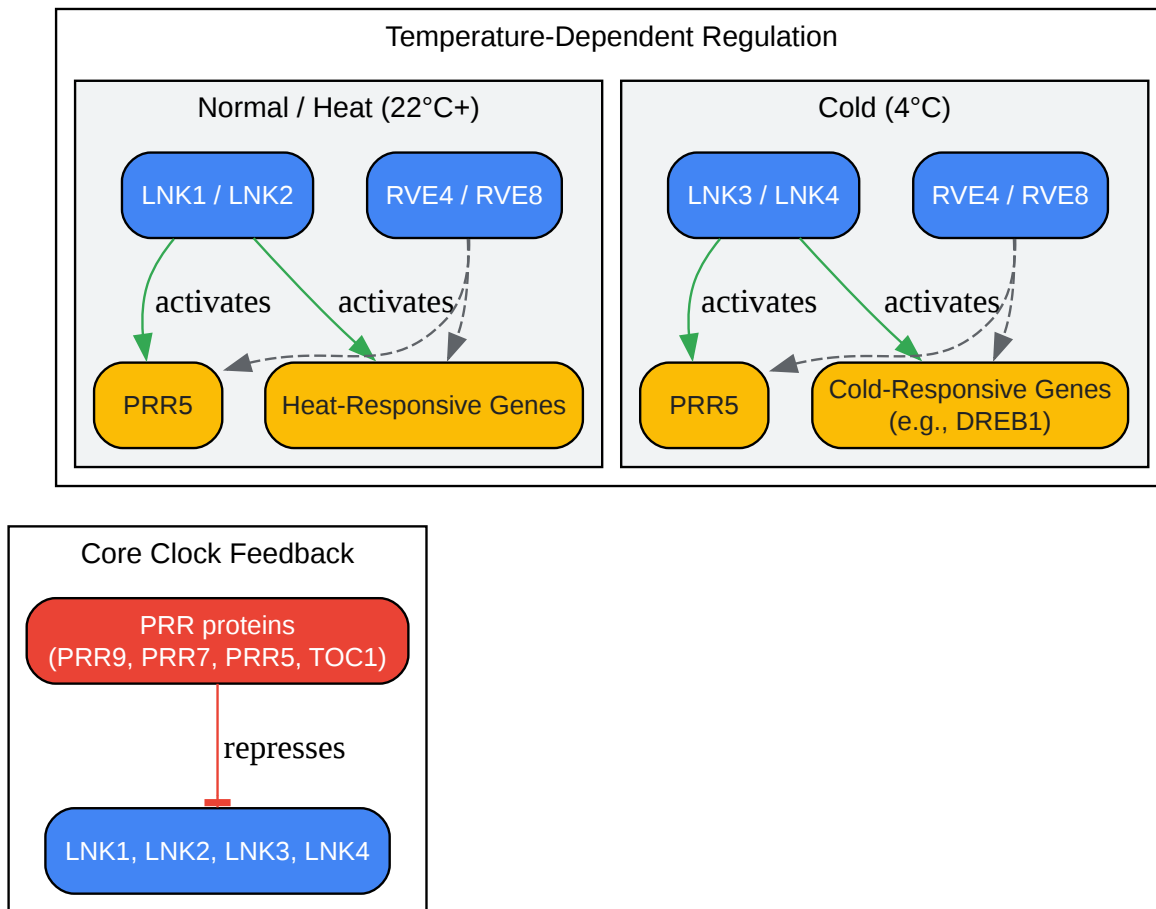 Temperature-Dependent Regulation
Normal / Heat (22°C+)
LNK1 / LNK2
RVE4 / RVE8
activates
activates
PRR5
Heat-Responsive Genes
Cold (4°C)
LNK3 / LNK4
RVE4 / RVE8
activates
activates
PRR5
Cold-Responsive Genes
(e.g., DREB1)
Core Clock Feedback
PRR proteins
(PRR9, PRR7, PRR5, TOC1)
represses
LNK1, LNK2, LNK3, LNK4